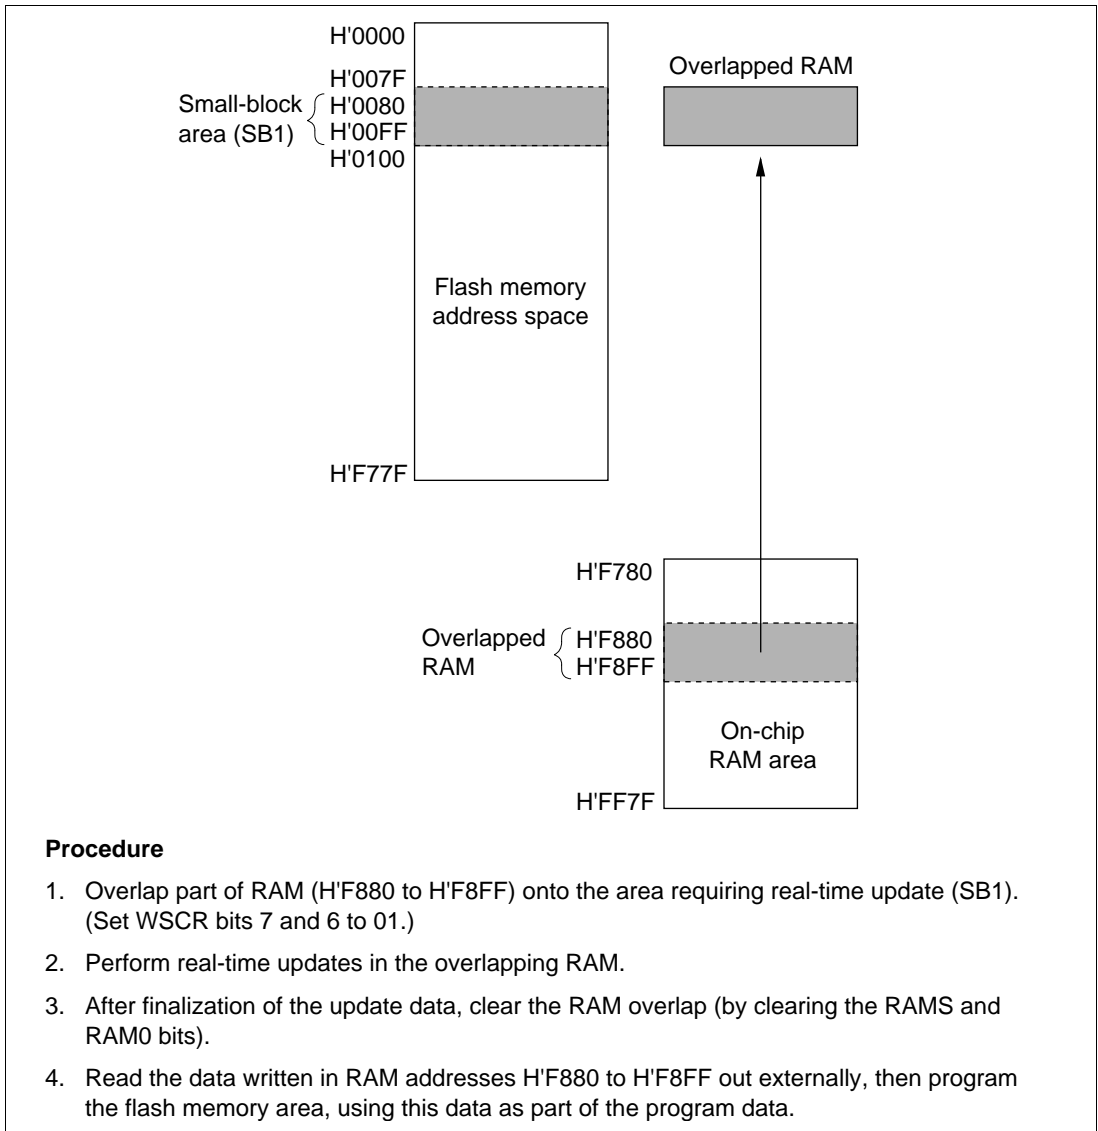 H'0000
H'007F
Small-block
area (SB1)
H'0080
H'00FF
H'0100
Overlapped RAM
Flash memory
address space
H'F77F
H'F780
Overlapped
RAM
H'F880
H'F8FF
On-chip
RAM area
H'FF7F
Procedure
1. Overlap part of RAM (H'F880 to H'F8FF) onto the area requiring real-time update (SB1).
(Set WSCR bits 7 and 6 to 01.)
2. Perform real-time updates in the overlapping RAM.
3. After finalization of the update data, clear the RAM overlap (by clearing the RAMS and
RAM0 bits).
4. Read the data written in RAM addresses H'F880 to H'F8FF out externally, then program
the flash memory area, using this data as part of the program data.